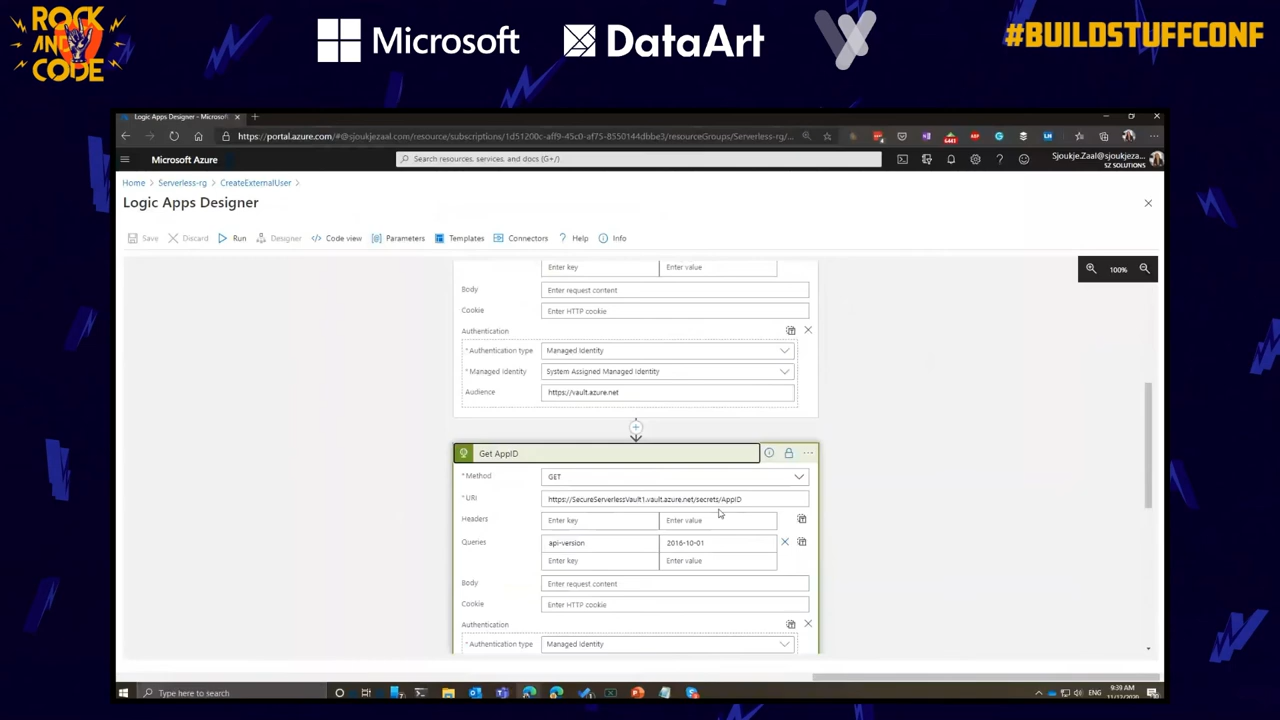 ROCK
AND
CODE
Microsoft
DataArt
#BUILDSTUFFCONF
Logic Apps Designer - Microsoft
https://portal.azure.com/#@sjoukjezaal.com/resource/subscriptions/1d51200c-aff9-45c0-af75-8550144dbbe3/resourceGroups/Serverless-rg/...
Microsoft Azure
Search resources, services, and docs (G+/)
Sjoukje.Zaal@sjoukjeza...
SZ SOLUTIONS
Home > Serverless-rg > CreateExternalUser >
Logic Apps Designer
Save Discard Run Designer Code view Parameters Templates Connectors Help Info
100%
Enter key Enter value
Body Enter request content
Cookie Enter HTTP cookie
Authentication
* Authentication type Managed Identity
* Managed Identity System Assigned Managed Identity
Audience https://vault.azure.net
Get AppID
* Method GET
* URI https://SecureServerlessVault1.vault.azure.net/secrets/AppID
Headers Enter key Enter value
Queries api-version 2016-10-01
Enter key Enter value
Body Enter request content
Cookie Enter HTTP cookie
Authentication
* Authentication type Managed Identity
Type here to search
ENG
9:39 AM
11/12/2020